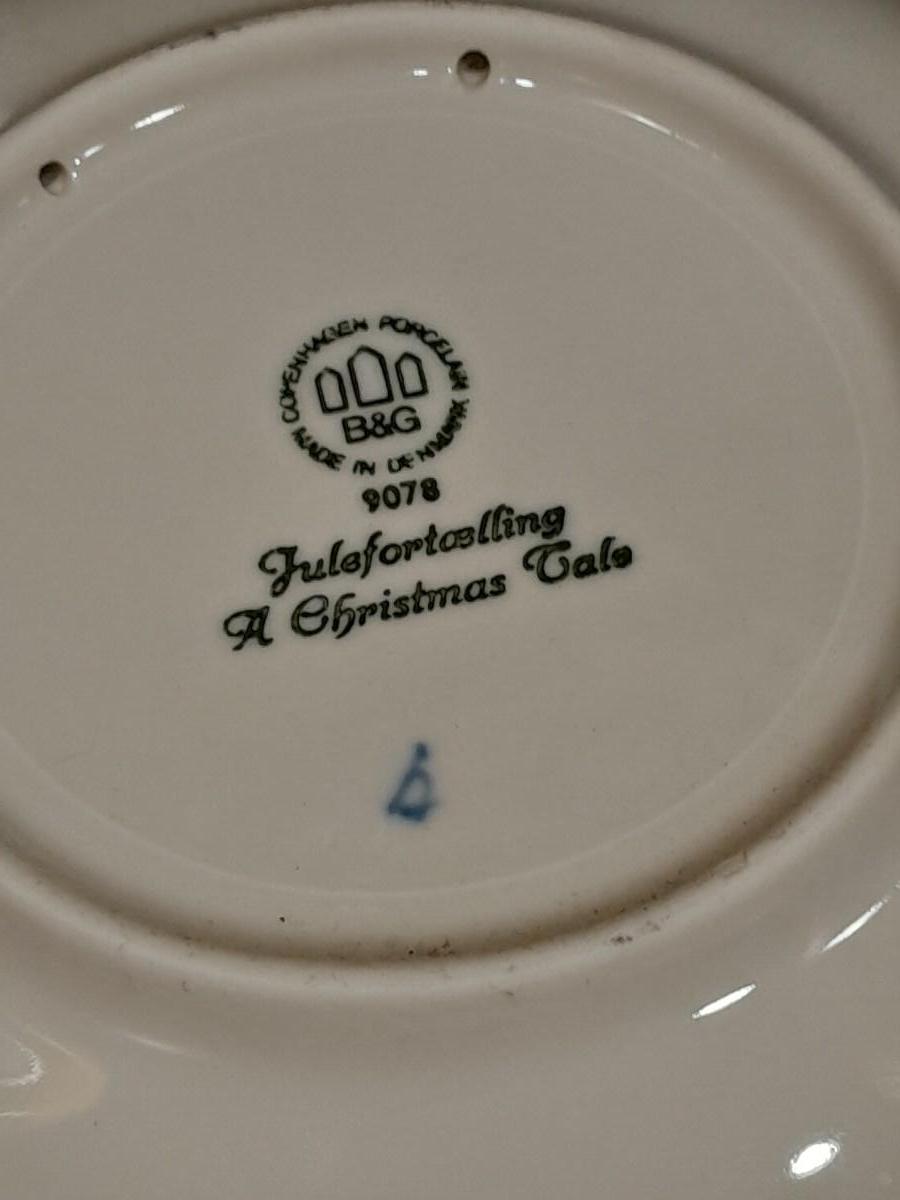 COPENHAGEN PORCELAIN
B&G
MADE IN DENMARK
9078
Julefortælling
A Christmas Tale